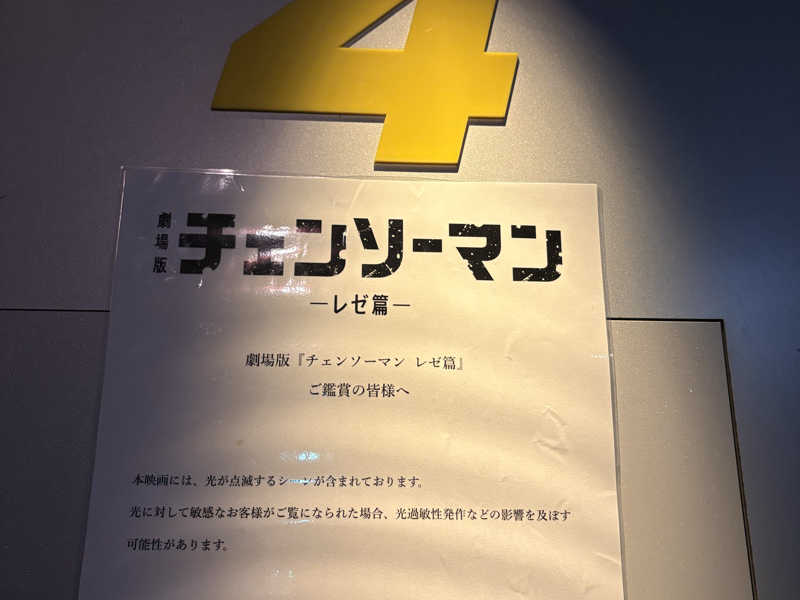 4
劇場版 チェンソーマン
―レゼ篇―
劇場版『チェンソーマン レゼ篇』
ご鑑賞の皆様へ
本映画には、光が点滅するシーンが含まれております。
光に対して敏感なお客様がご覧になられた場合、光過敏性発作などの影響を及ぼす
可能性があります。